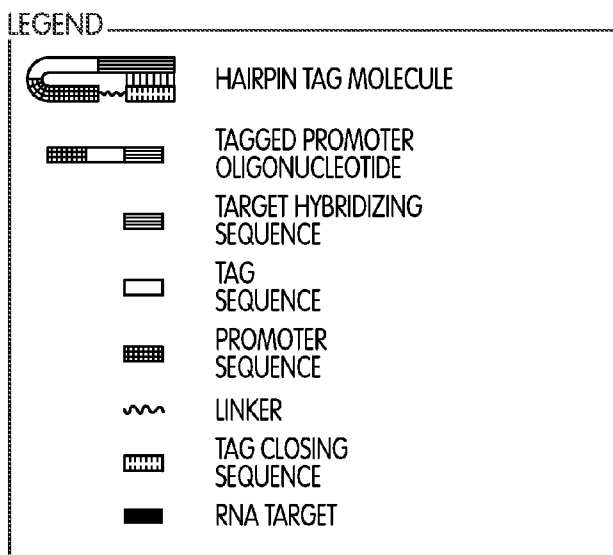 LEGEND
HAIRPIN TAG MOLECULE
TAGGED PROMOTER
OLIGONUCLEOTIDE
TARGET HYBRIDIZING
SEQUENCE
TAG
SEQUENCE
PROMOTER
SEQUENCE
LINKER
TAG CLOSING
SEQUENCE
RNA TARGET